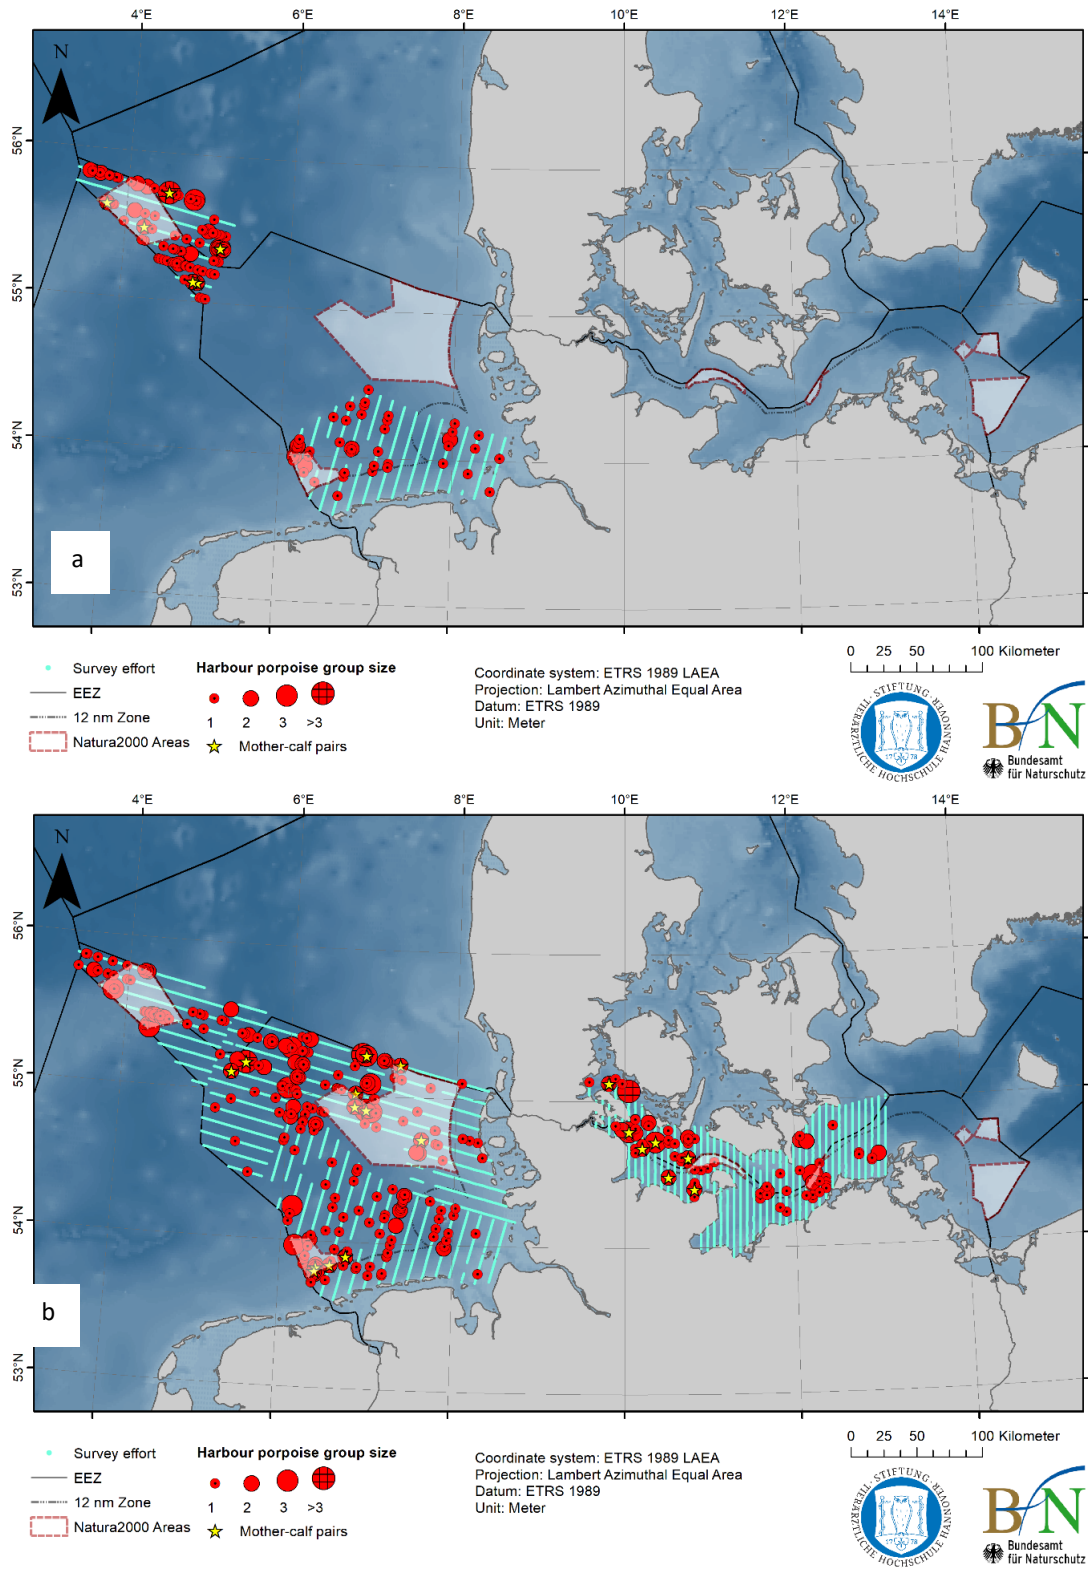 4°E 6°E 8°E 10°E 12°E 14°E
N
56°N
55°N
54°N
53°N
a
Survey effort
EEZ
12 nm Zone
Natura2000 Areas
Harbour porpoise group size
1 2 3 >3
Mother-calf pairs
Coordinate system: ETRS 1989 LAEA
Projection: Lambert Azimuthal Equal Area
Datum: ETRS 1989
Unit: Meter
0 25 50 100 Kilometer
· STIFTUNG · TIERÄRZTLICHE HOCHSCHULE HANNOVER
1778
BfN
Bundesamt
für Naturschutz
4°E 6°E 8°E 10°E 12°E 14°E
N
56°N
55°N
54°N
53°N
b
Survey effort
EEZ
12 nm Zone
Natura2000 Areas
Harbour porpoise group size
1 2 3 >3
Mother-calf pairs
Coordinate system: ETRS 1989 LAEA
Projection: Lambert Azimuthal Equal Area
Datum: ETRS 1989
Unit: Meter
0 25 50 100 Kilometer
· STIFTUNG · TIERÄRZTLICHE HOCHSCHULE HANNOVER
1778
BfN
Bundesamt
für Naturschutz